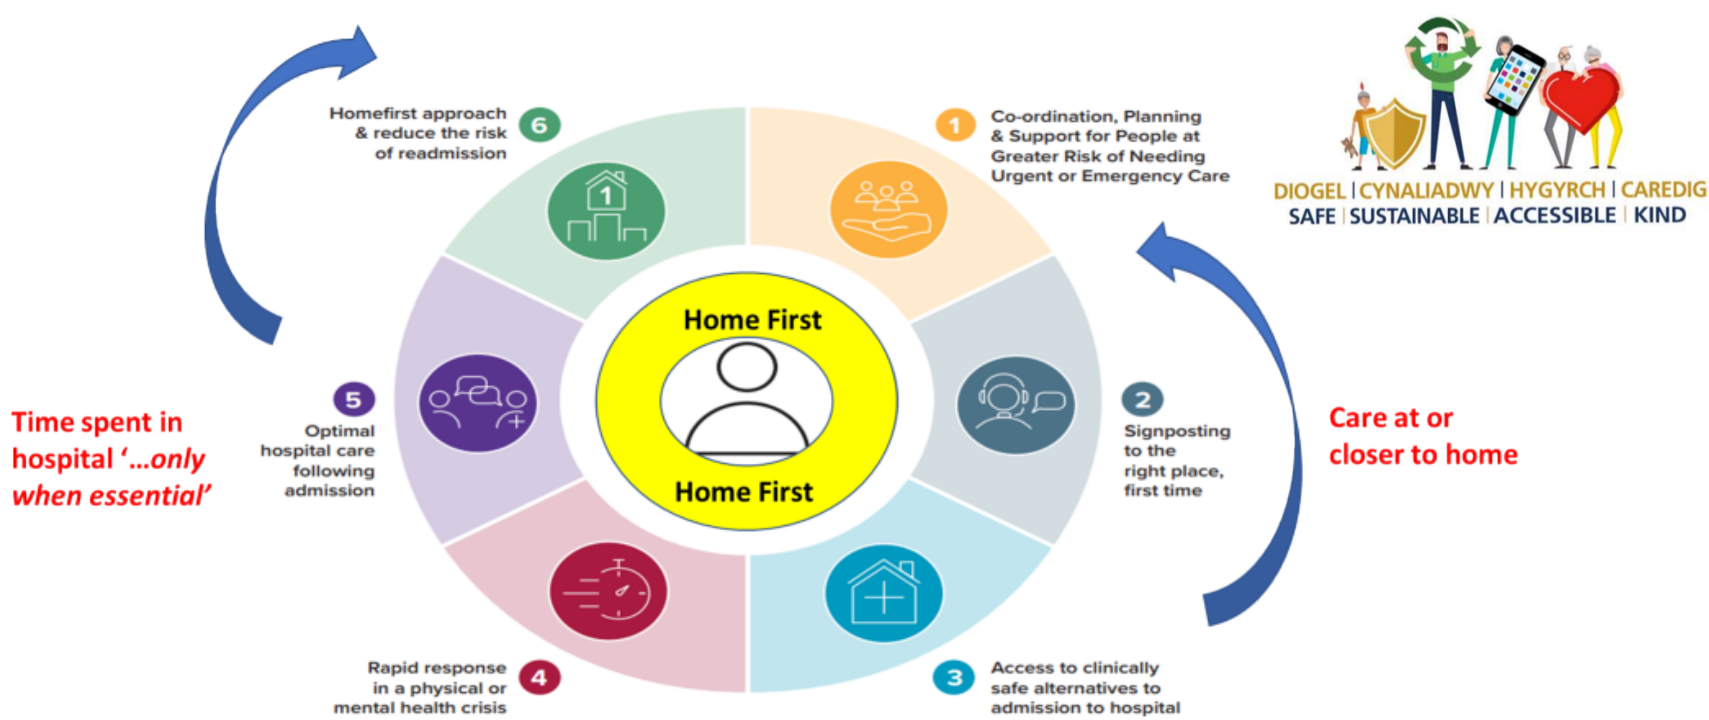 Homefirst approach
& reduce the risk
of readmission
6
1
1
Co-ordination, Planning
& Support for People at
Greater Risk of Needing
Urgent or Emergency Care
DIOGEL | CYNALIADWY | HYGYRCH | CAREDIG
SAFE | SUSTAINABLE | ACCESSIBLE | KIND
Home First
Home First
2
Signposting
to the
right place,
first time
Care at or
closer to home
3
Access to clinically
safe alternatives to
admission to hospital
4
Rapid response
in a physical or
mental health crisis
5
Optimal
hospital care
following
admission
Time spent in
hospital ‘…only
when essential’